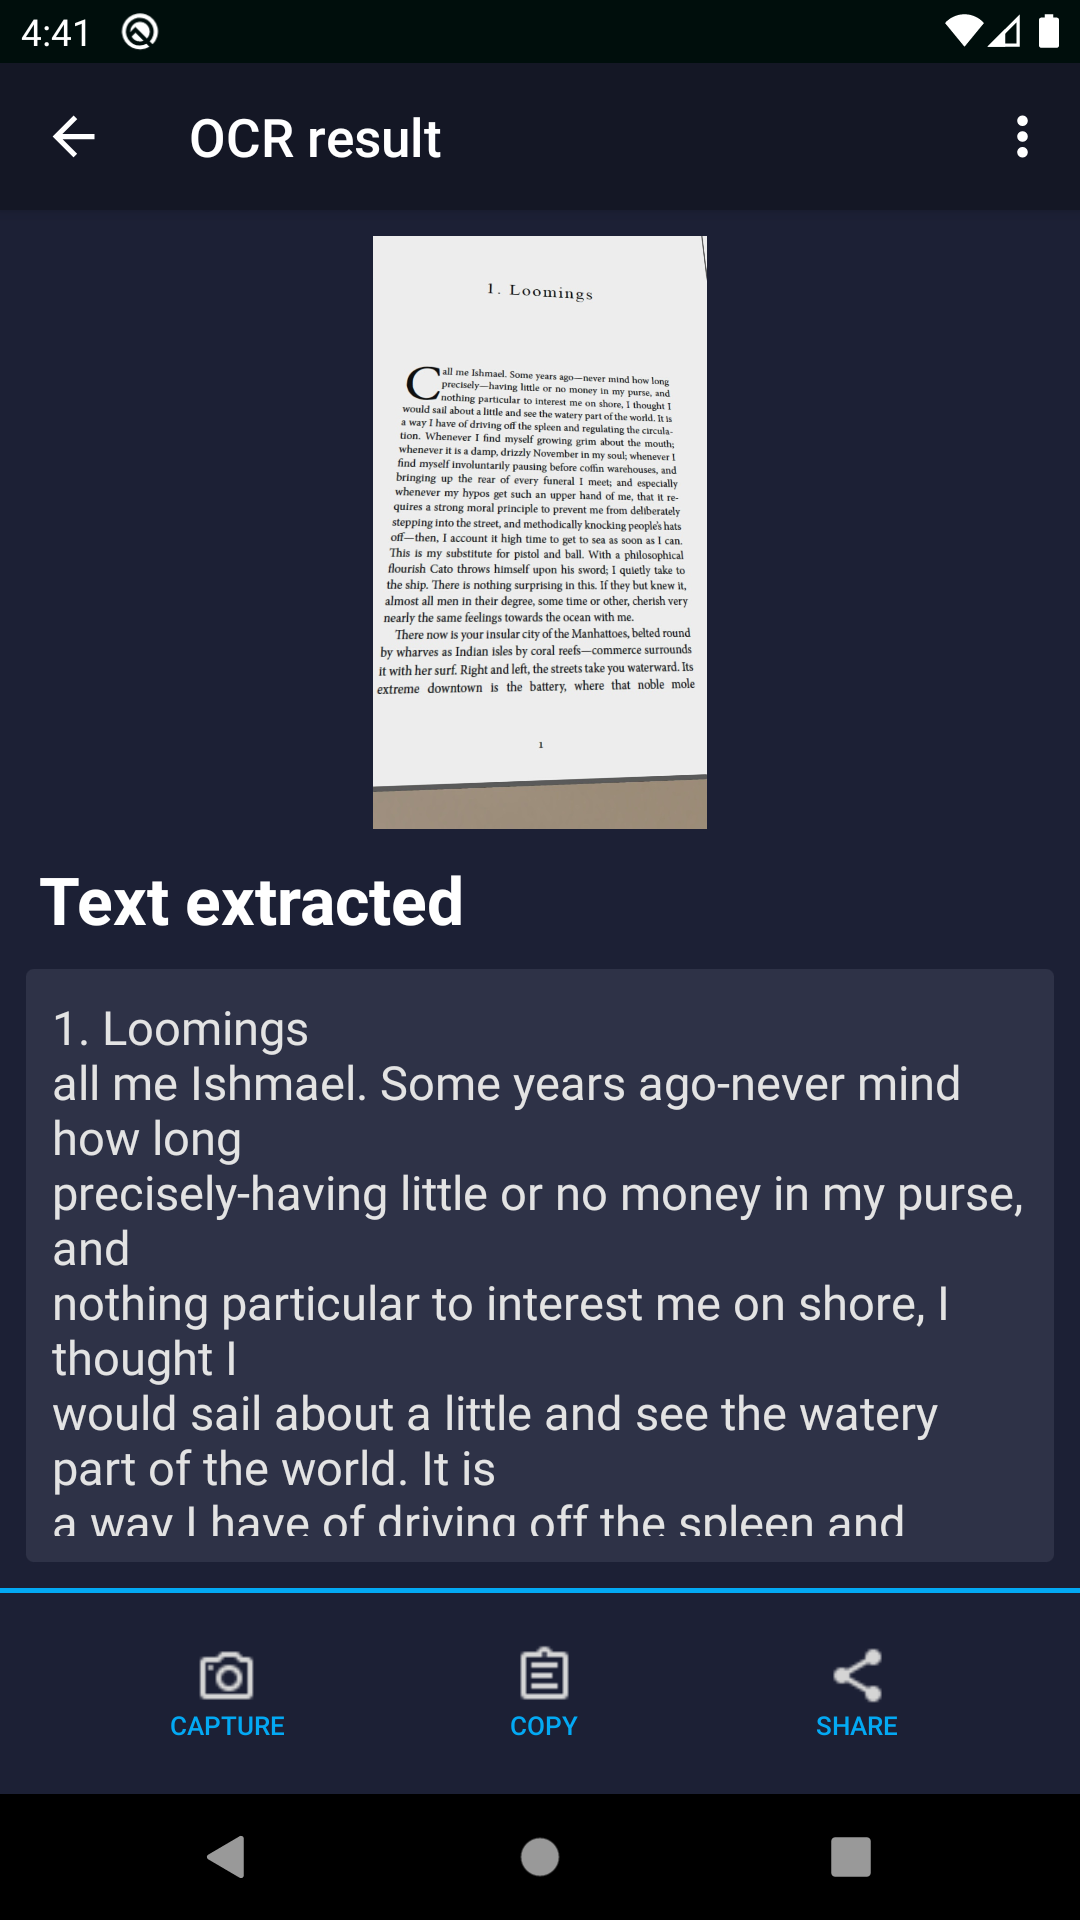 4:41
OCR result
1. Loomings
Call me Ishmael. Some years ago—never mind how long
precisely—having little or no money in my purse, and
nothing particular to interest me on shore, I thought I
would sail about a little and see the watery part of the world. It is
a way I have of driving off the spleen and regulating the circula-
tion. Whenever I find myself growing grim about the mouth;
whenever it is a damp, drizzly November in my soul; whenever I
find myself involuntarily pausing before coffin warehouses, and
bringing up the rear of every funeral I meet; and especially
whenever my hypos get such an upper hand of me, that it re-
quires a strong moral principle to prevent me from deliberately
stepping into the street, and methodically knocking people's hats
off—then, I account it high time to get to sea as soon as I can.
This is my substitute for pistol and ball. With a philosophical
flourish Cato throws himself upon his sword; I quietly take to
the ship. There is nothing surprising in this. If they but knew it,
almost all men in their degree, some time or other, cherish very
nearly the same feelings towards the ocean with me.
There now is your insular city of the Manhattoes, belted round
by wharves as Indian isles by coral reefs—commerce surrounds
it with her surf. Right and left, the streets take you waterward. Its
extreme downtown is the battery, where that noble mole
1
Text extracted
1. Loomings
all me Ishmael. Some years ago-never mind
how long
precisely-having little or no money in my purse,
and
nothing particular to interest me on shore, I
thought I
would sail about a little and see the watery
part of the world. It is
a way I have of driving off the spleen and
CAPTURE
COPY
SHARE